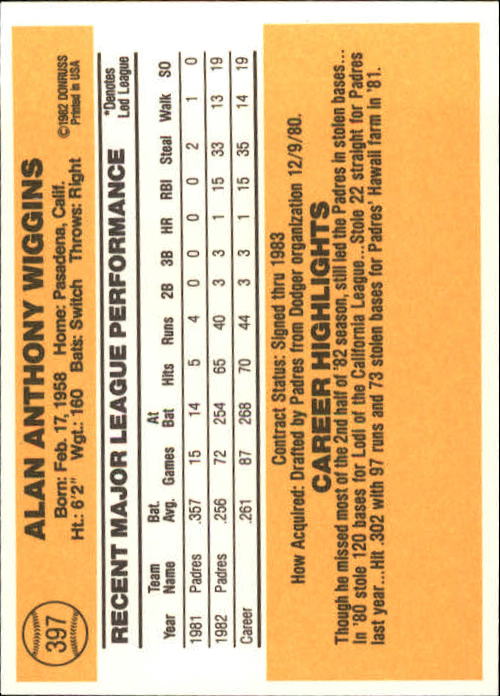 397
ALAN ANTHONY WIGGINS
Born: Feb. 17, 1958 Home: Pasadena, Calif.
Ht.: 6'2" Wgt.: 160 Bats: Switch Throws: Right
©1982 DONRUSS
Printed in USA
RECENT MAJOR LEAGUE PERFORMANCE
*Denotes
Led League
Year Team Name Bat. Avg. Games At Bat Hits Runs 2B 3B HR RBI Steal Walk SO
1981 Padres .357 15 14 5 4 0 0 0 0 2 1 0
1982 Padres .256 72 254 65 40 3 3 1 15 33 13 19
Career .261 87 268 70 44 3 3 1 15 35 14 19
Contract Status: Signed thru 1983
How Acquired: Drafted by Padres from Dodger organization 12/9/80.
CAREER HIGHLIGHTS
Though he missed most of the 2nd half of '82 season, still led the Padres in stolen bases...
In '80 stole 120 bases for Lodi of the California League...Stole 22 straight for Padres
last year...Hit .302 with 97 runs and 73 stolen bases for Padres' Hawaii farm in '81.